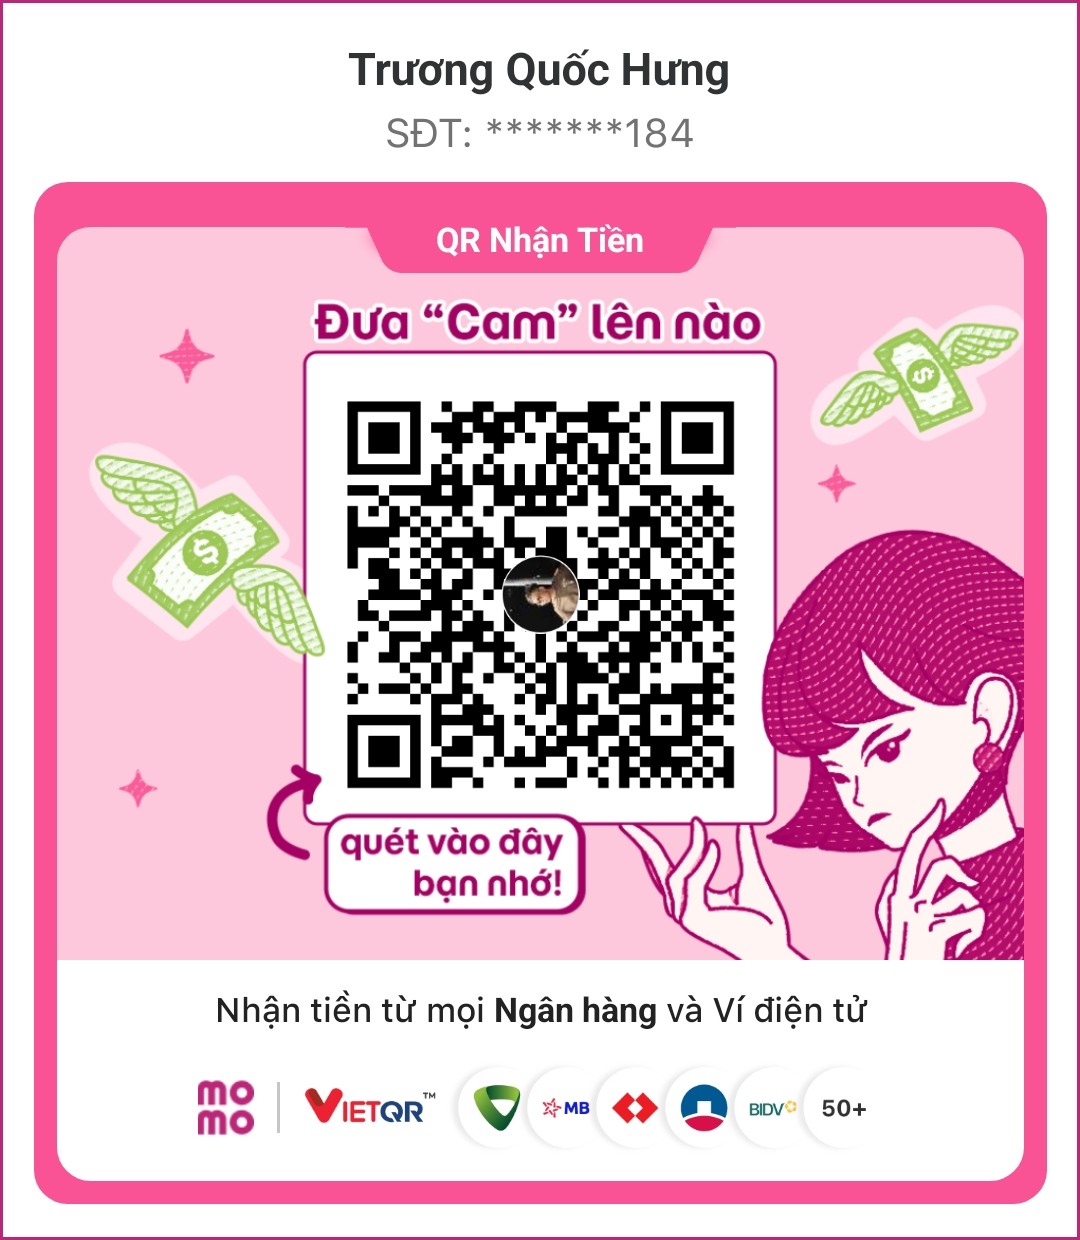 Trương Quốc Hưng
SĐT: *******184
QR Nhận Tiền
Đưa “Cam” lên nào
quét vào đây
bạn nhớ!
Nhận tiền từ mọi Ngân hàng và Ví điện tử
mo
mo
VIETQR™
MB
BIDV
50+